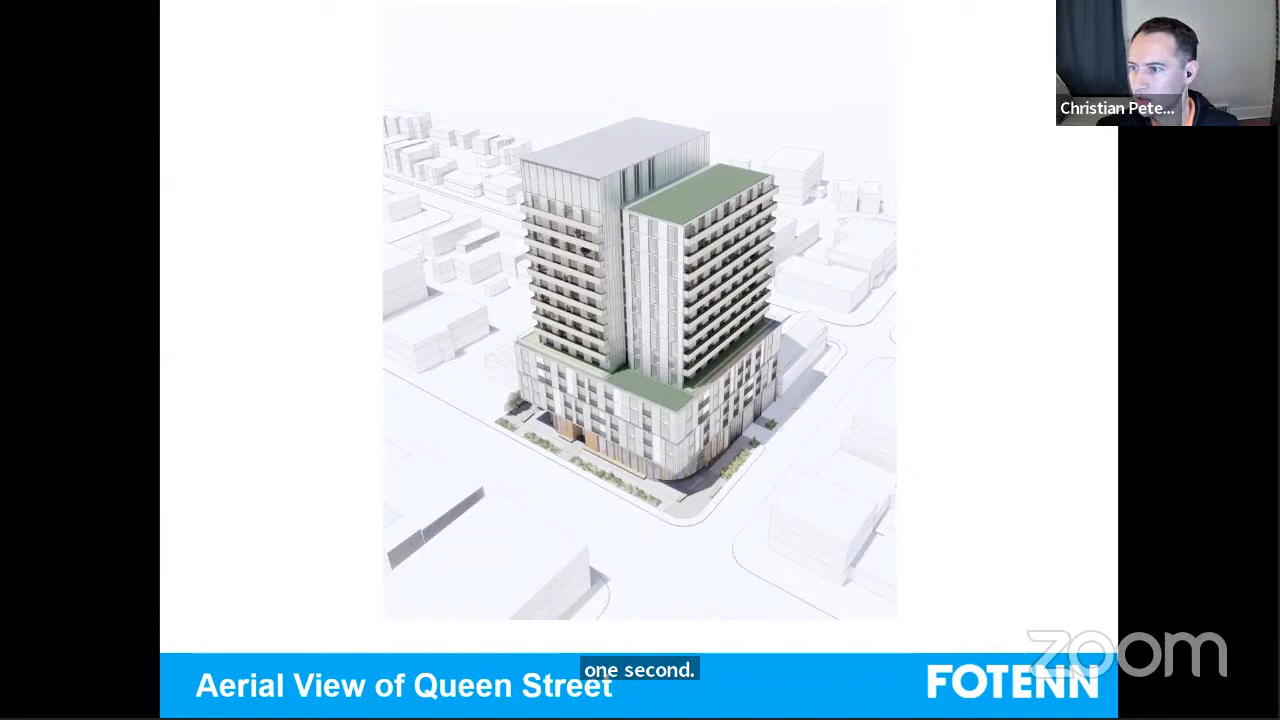 Christian Pete...
one second.
Aerial View of Queen Street
FOTENN
zoom